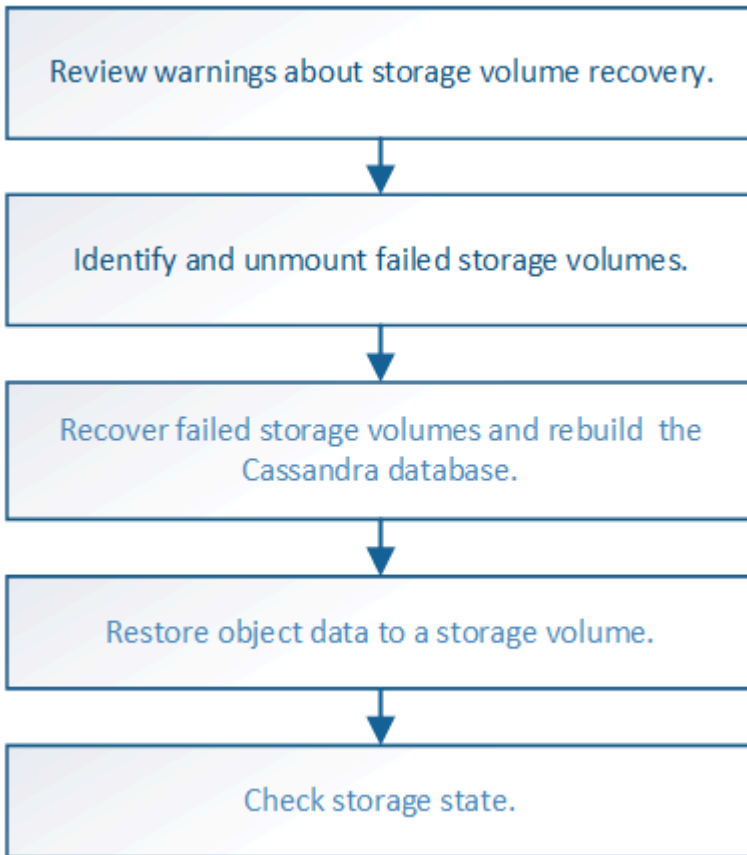 Review warnings about storage volume recovery.
Identify and unmount failed storage volumes.
Recover failed storage volumes and rebuild the
Cassandra database.
Restore object data to a storage volume.
Check storage state.